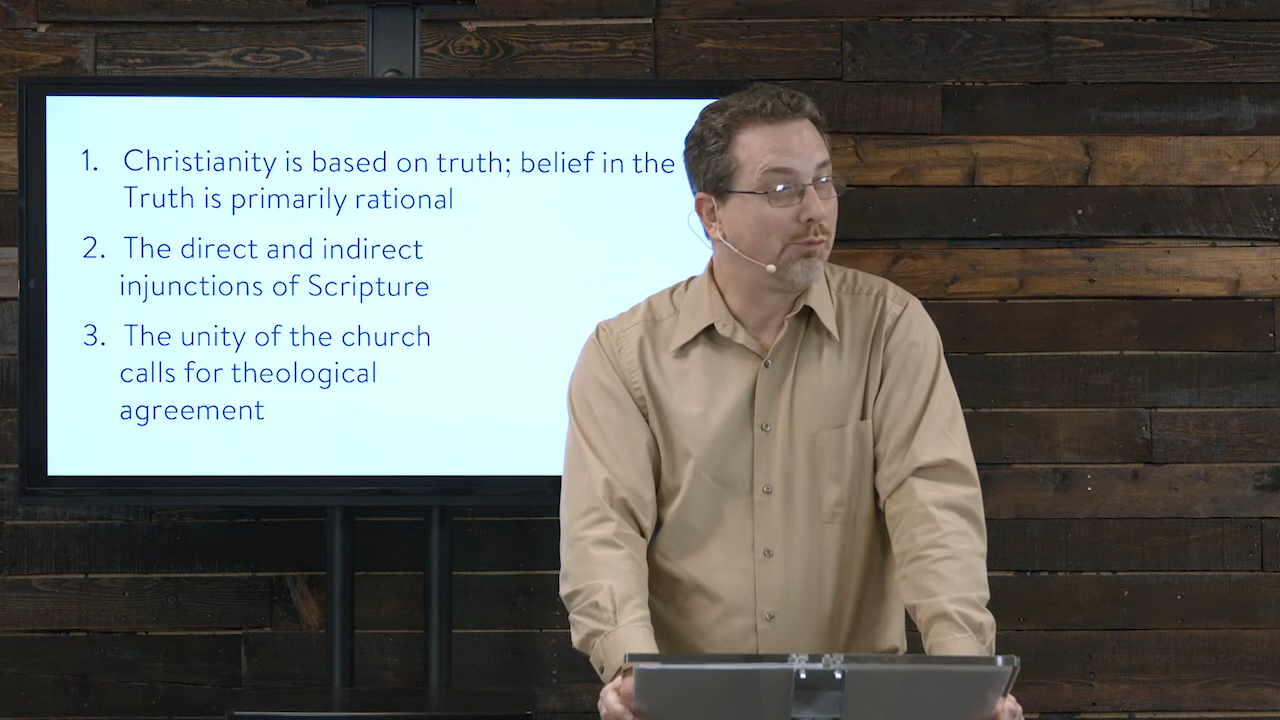 1. Christianity is based on truth; belief in the
Truth is primarily rational
2. The direct and indirect
injunctions of Scripture
3. The unity of the church
calls for theological
agreement